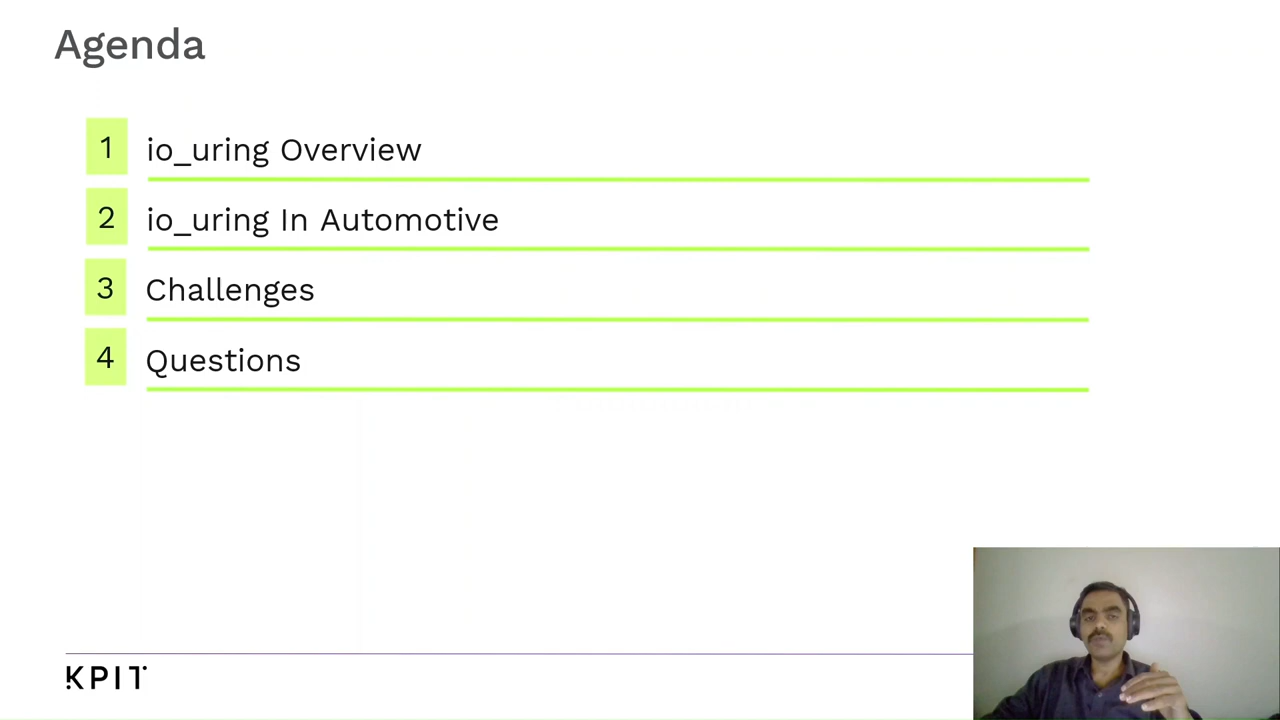 Agenda
1 io_uring Overview
2 io_uring In Automotive
3 Challenges
4 Questions
KPIT